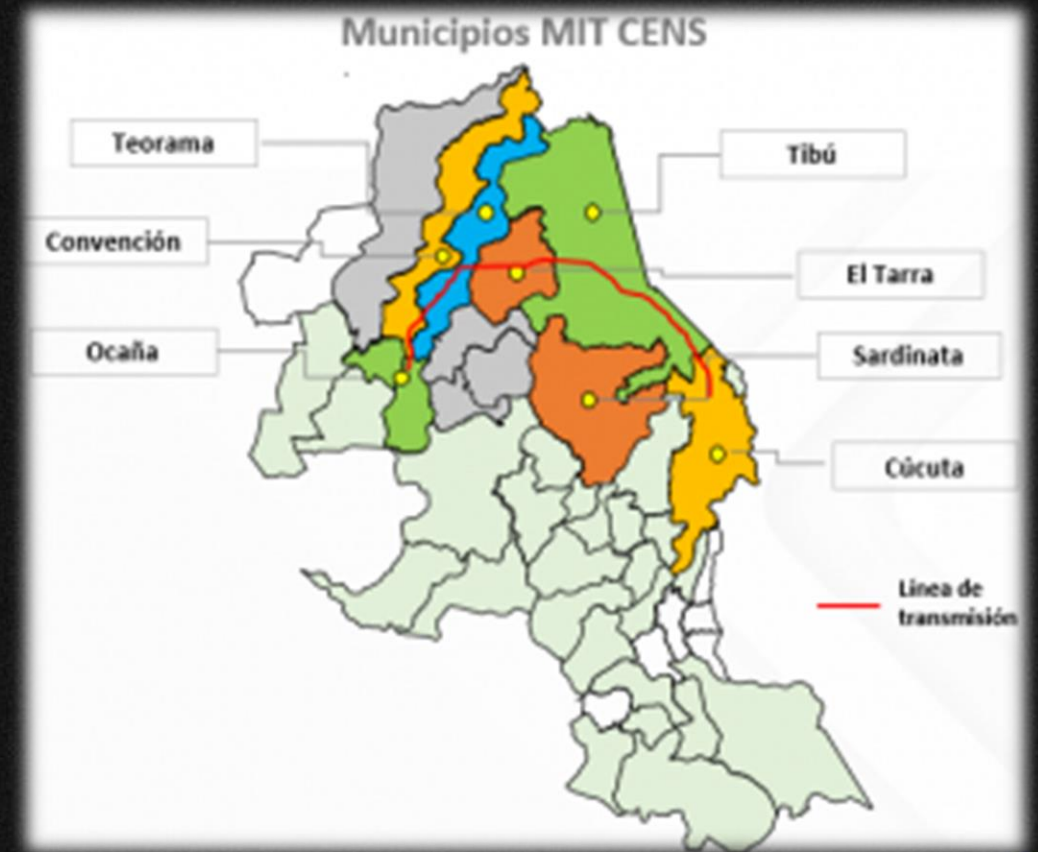 Municipios MIT CENS
Teorama
Tibú
Convención
El Tarra
Ocaña
Sardinata
Cúcuta
Linea de
transmisión